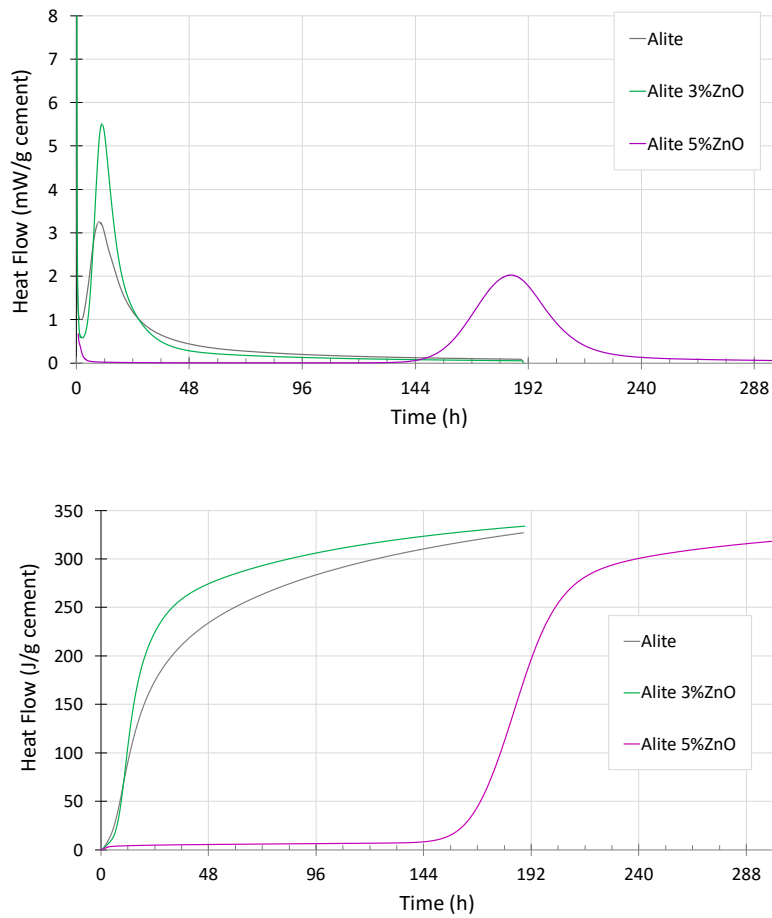 8
7
6
5
4
3
2
1
0
Heat Flow (mW/g cement)
Alite
Alite 3%ZnO
Alite 5%ZnO
0 48 96 144 192 240 288
Time (h)
350
300
250
200
150
100
50
0
Heat Flow (J/g cement)
Alite
Alite 3%ZnO
Alite 5%ZnO
0 48 96 144 192 240 288
Time (h)